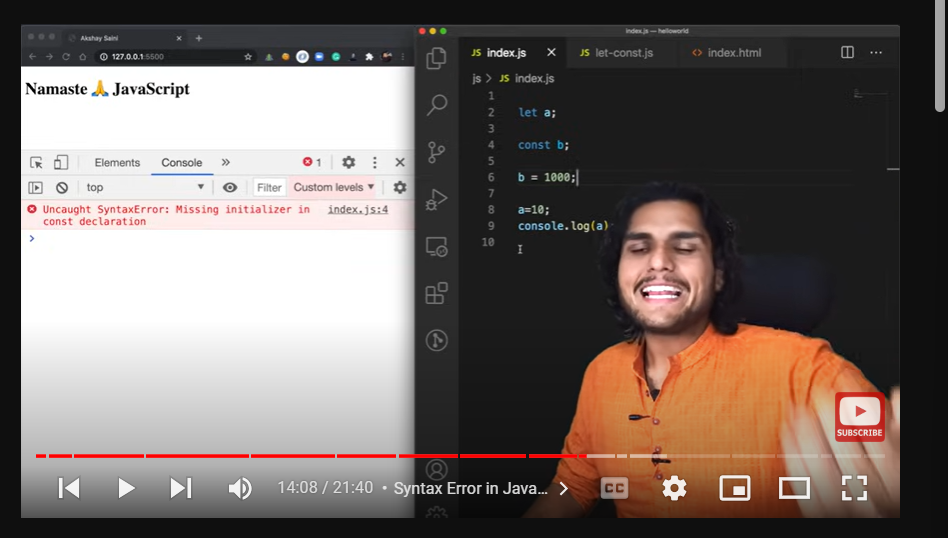 Akshay Saini
index.js — helloworld
127.0.0.1:5500
JS index.js
JS let-const.js
<> index.html
js > JS index.js
Namaste 🙏 JavaScript
Elements
Console
1
top
Filter
Custom levels
Uncaught SyntaxError: Missing initializer in const declaration
index.js:4
1
2 let a;
3
4 const b;
5
6 b = 1000;
7
8 a=10;
9 console.log(a)
10
SUBSCRIBE
14:08 / 21:40 • Syntax Error in Java...
CC